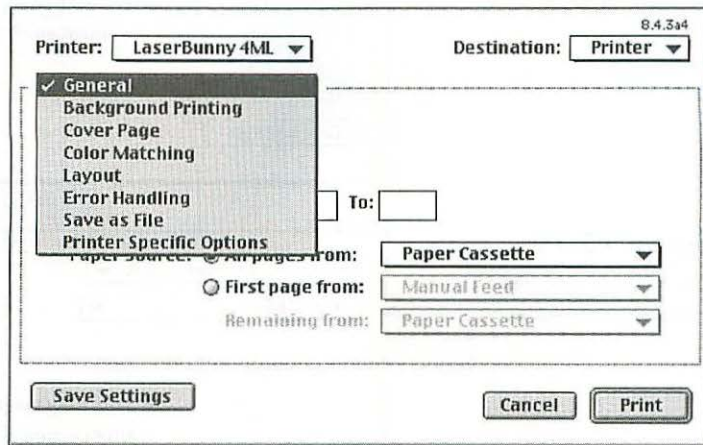 8.4.3a4
Printer: LaserBunny 4ML Destination: Printer
✓ General
Background Printing
Cover Page
Color Matching
Layout
Error Handling
To:
Save as File
Printer Specific Options
Paper Source: All pages from: Paper Cassette
First page from: Manual Feed
Remaining from: Paper Cassette
Save Settings
Cancel Print